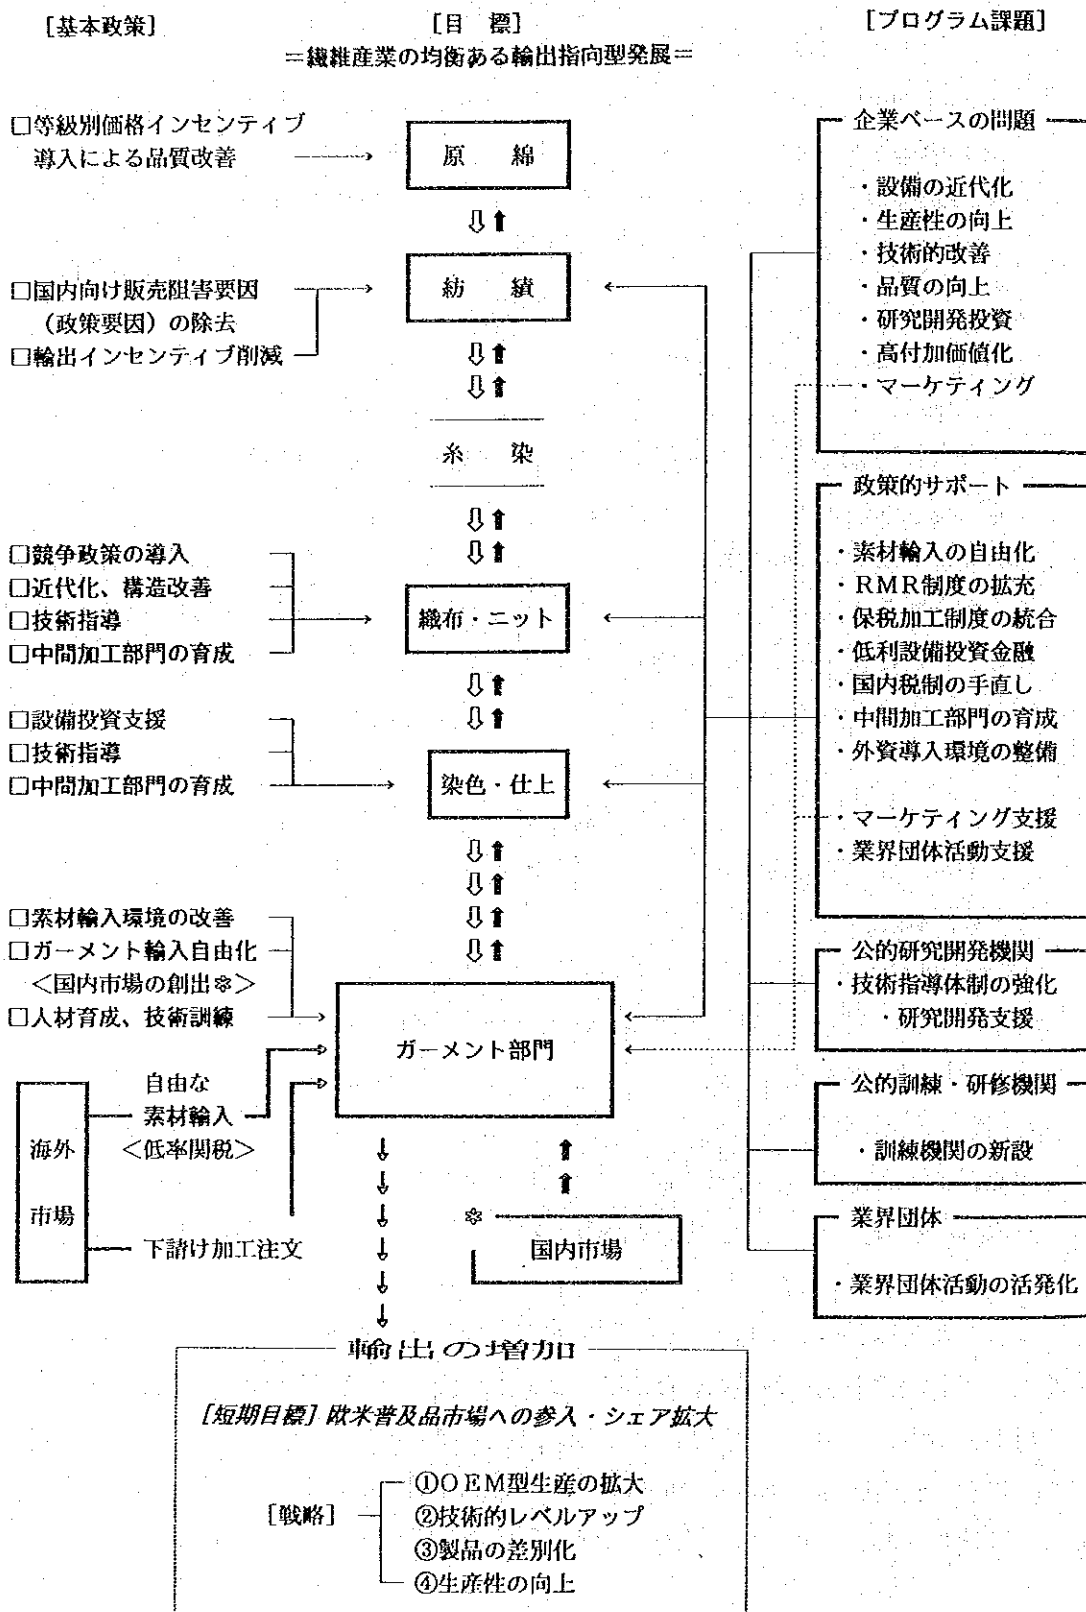 [基本政策]
[目　標]
＝繊維産業の均衡ある輸出指向型発展＝
[プログラム課題]
□等級別価格インセンティブ
導入による品質改善
原　綿
□国内向け販売阻害要因
（政策要因）の除去
□輸出インセンティブ削減
紡　績
糸　染
□競争政策の導入
□近代化、構造改善
□技術指導
□中間加工部門の育成
織布・ニット
□設備投資支援
□技術指導
□中間加工部門の育成
染色・仕上
□素材輸入環境の改善
□ガーメント輸入自由化
＜国内市場の創出※＞
□人材育成、技術訓練
ガーメント部門
海外
市場
自由な
素材輸入
＜低率関税＞
下請け加工注文
※
国内市場
企業ベースの問題
・設備の近代化
・生産性の向上
・技術的改善
・品質の向上
・研究開発投資
・高付加価値化
・マーケティング
政策的サポート
・素材輸入の自由化
・ＲＭＲ制度の拡充
・保税加工制度の統合
・低利設備投資金融
・国内税制の手直し
・中間加工部門の育成
・外資導入環境の整備
・マーケティング支援
・業界団体活動支援
公的研究開発機関
・技術指導体制の強化
・研究開発支援
公的訓練・研修機関
・訓練機関の新設
業界団体
・業界団体活動の活発化
輸出の増加
[短期目標] 欧米普及品市場への参入・シェア拡大
[戦略]
①ＯＥＭ型生産の拡大
②技術的レベルアップ
③製品の差別化
④生産性の向上